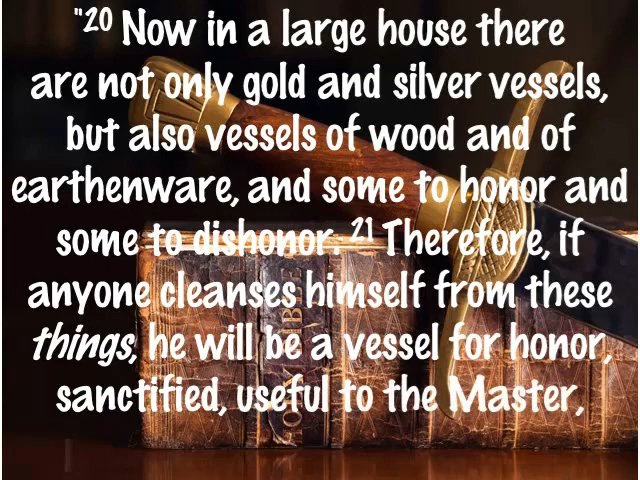 "20 Now in a large house there
are not only gold and silver vessels,
but also vessels of wood and of
earthenware, and some to honor and
some to dishonor. 21 Therefore, if
anyone cleanses himself from these
things, he will be a vessel for honor,
sanctified, useful to the Master,
HOLY BIBLE